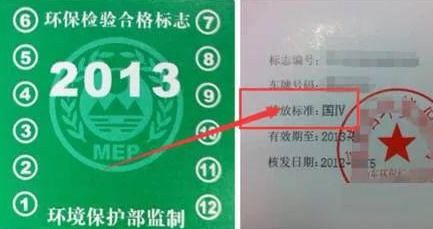 ⑥ 环保检验合格标志 ⑦
⑤ 2013 ⑧
④ ⑨
③ MEP ⑩
② ⑪
① 环境保护部监制 ⑫
标志编号:
车牌号码:
放标准:国Ⅳ
有效期至:2013-
核发日期:2012-